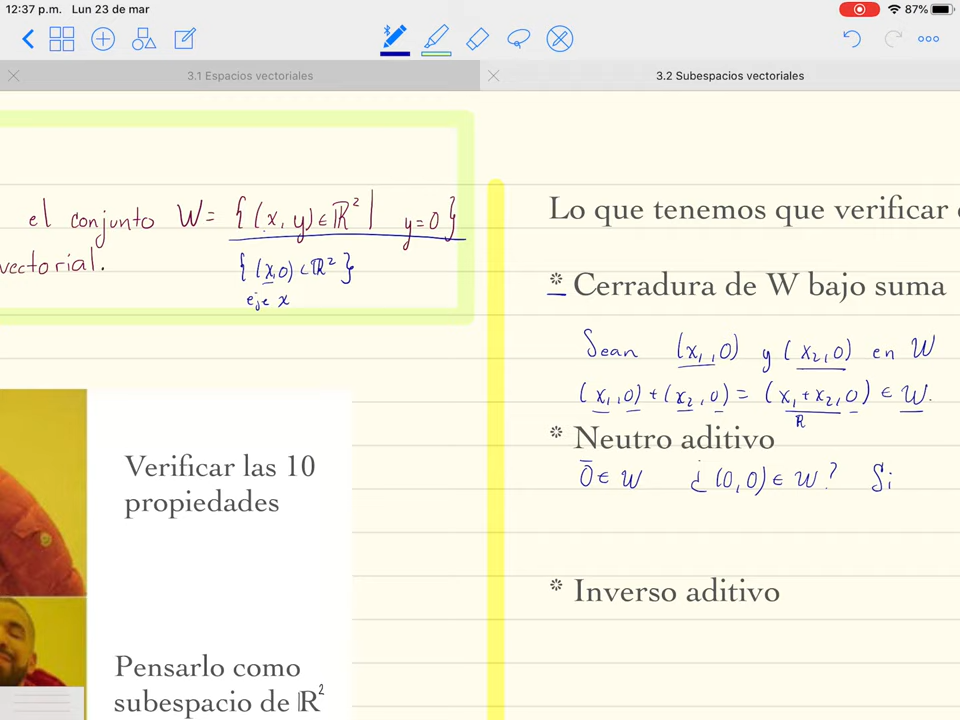 12:37 p.m. Lun 23 de mar
87%
3.1 Espacios vectoriales
3.2 Subespacios vectoriales
el conjunto W = {(x, y) ∈ ℝ² | y = 0}
vectorial.
{(x,0) ∈ ℝ²}
eje x
Verificar las 10
propiedades
Pensarlo como
subespacio de ℝ²
Lo que tenemos que verificar
* Cerradura de W bajo suma
Sean (x₁,0) y (x₂,0) en W
(x₁,0) + (x₂,0) = (x₁+x₂,0) ∈ W.
ℝ
* Neutro aditivo
0̄ ∈ W ¿(0,0) ∈ W? Si
* Inverso aditivo